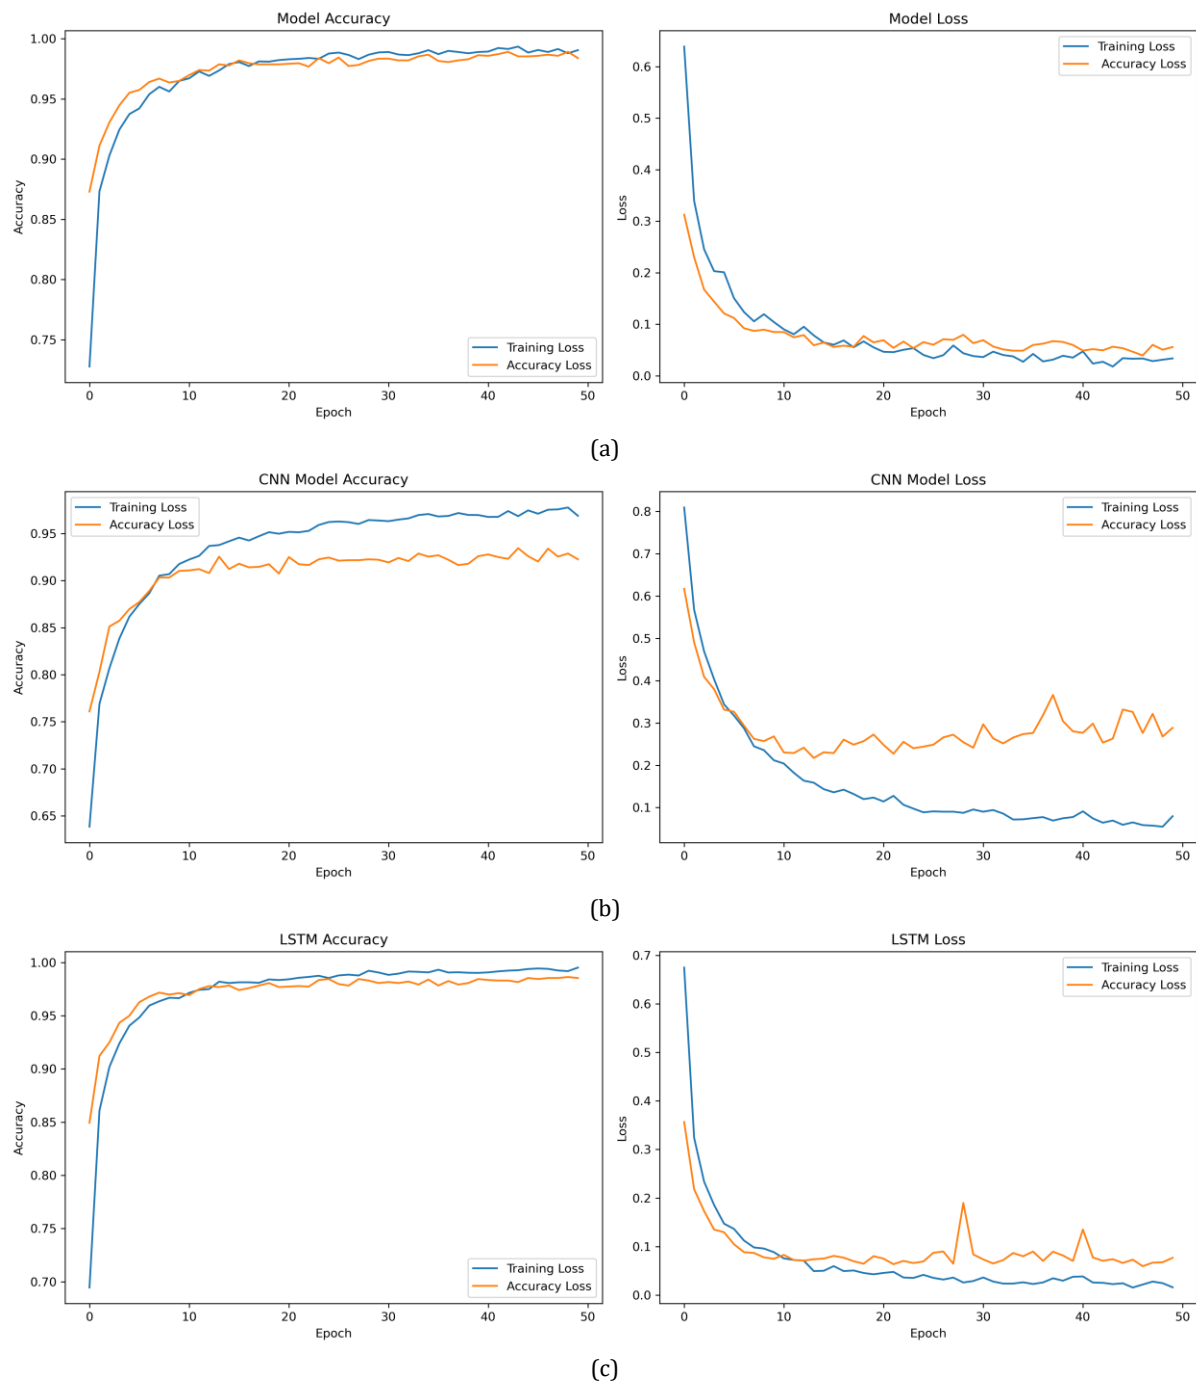 Model Accuracy
Accuracy
1.00
0.95
0.90
0.85
0.80
0.75
Training Loss
Accuracy Loss
0 10 20 30 40 50
Epoch
Model Loss
Loss
0.6
0.5
0.4
0.3
0.2
0.1
0.0
Training Loss
Accuracy Loss
0 10 20 30 40 50
Epoch
(a)
CNN Model Accuracy
Accuracy
Training Loss
Accuracy Loss
0.95
0.90
0.85
0.80
0.75
0.70
0.65
0 10 20 30 40 50
Epoch
CNN Model Loss
Loss
Training Loss
Accuracy Loss
0.8
0.7
0.6
0.5
0.4
0.3
0.2
0.1
0 10 20 30 40 50
Epoch
(b)
LSTM Accuracy
Accuracy
1.00
0.95
0.90
0.85
0.80
0.75
0.70
Training Loss
Accuracy Loss
0 10 20 30 40 50
Epoch
LSTM Loss
Loss
0.7
0.6
0.5
0.4
0.3
0.2
0.1
0.0
Training Loss
Accuracy Loss
0 10 20 30 40 50
Epoch
(c)